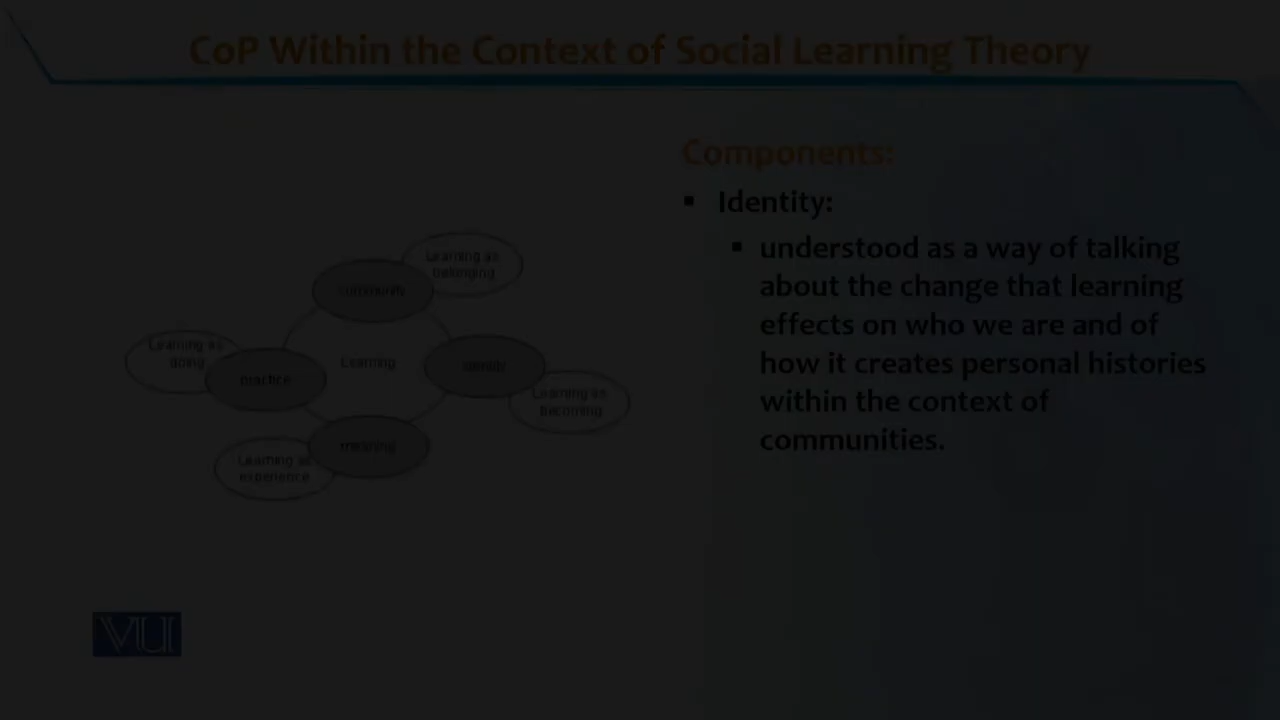 CoP Within the Context of Social Learning Theory
Components:
▪ Identity:
▪ understood as a way of talking
about the change that learning
effects on who we are and of
how it creates personal histories
within the context of
communities.
Learning as
belonging
community
Learning as
doing
practice
Learning
identity
Learning as
becoming
meaning
Learning as
experience
VU